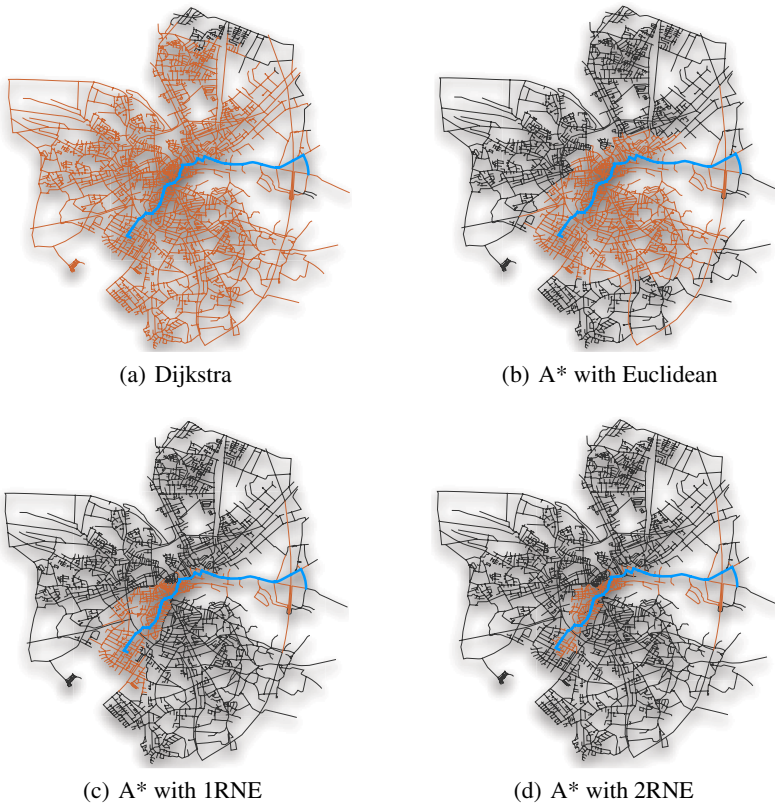 (a) Dijkstra
(b) A* with Euclidean
(c) A* with 1RNE
(d) A* with 2RNE